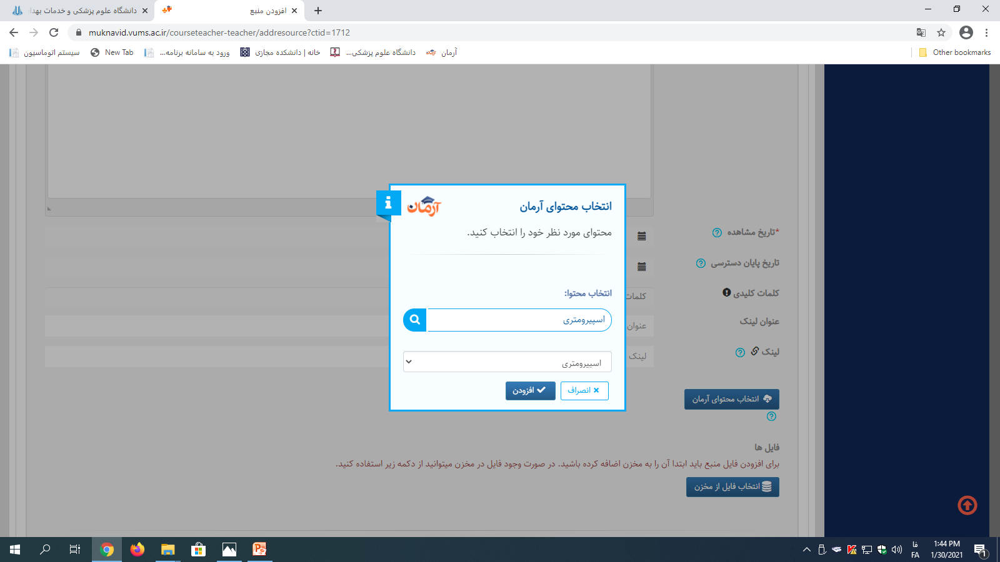 دانشگاه علوم پزشکی و خدمات بهدا
افزودن منبع
muknavid.vums.ac.ir/courseteacher-teacher/addresource?ctid=1712
سیستم اتوماسیون
New Tab
ورود به سامانه برنامه...
خانه | دانشکده مجازی
دانشگاه علوم پزشکی...
آرمان
Other bookmarks
انتخاب محتوای آرمان
آرمان
محتوای مورد نظر خود را انتخاب کنید.
انتخاب محتوا:
اسپیرومتری
اسپیرومتری
انصراف
افزودن
*تاریخ مشاهده
تاریخ پایان دسترسی
کلمات کلیدی
کلمات
عنوان لینک
عنوان
لینک
لینک
انتخاب محتوای آرمان
فایل ها
برای افزودن فایل منبع باید ابتدا آن را به مخزن اضافه کرده باشید. در صورت وجود فایل در مخزن میتوانید از دکمه زیر استفاده کنید.
انتخاب فایل از مخزن
فا
FA
1:44 PM
1/30/2021
1